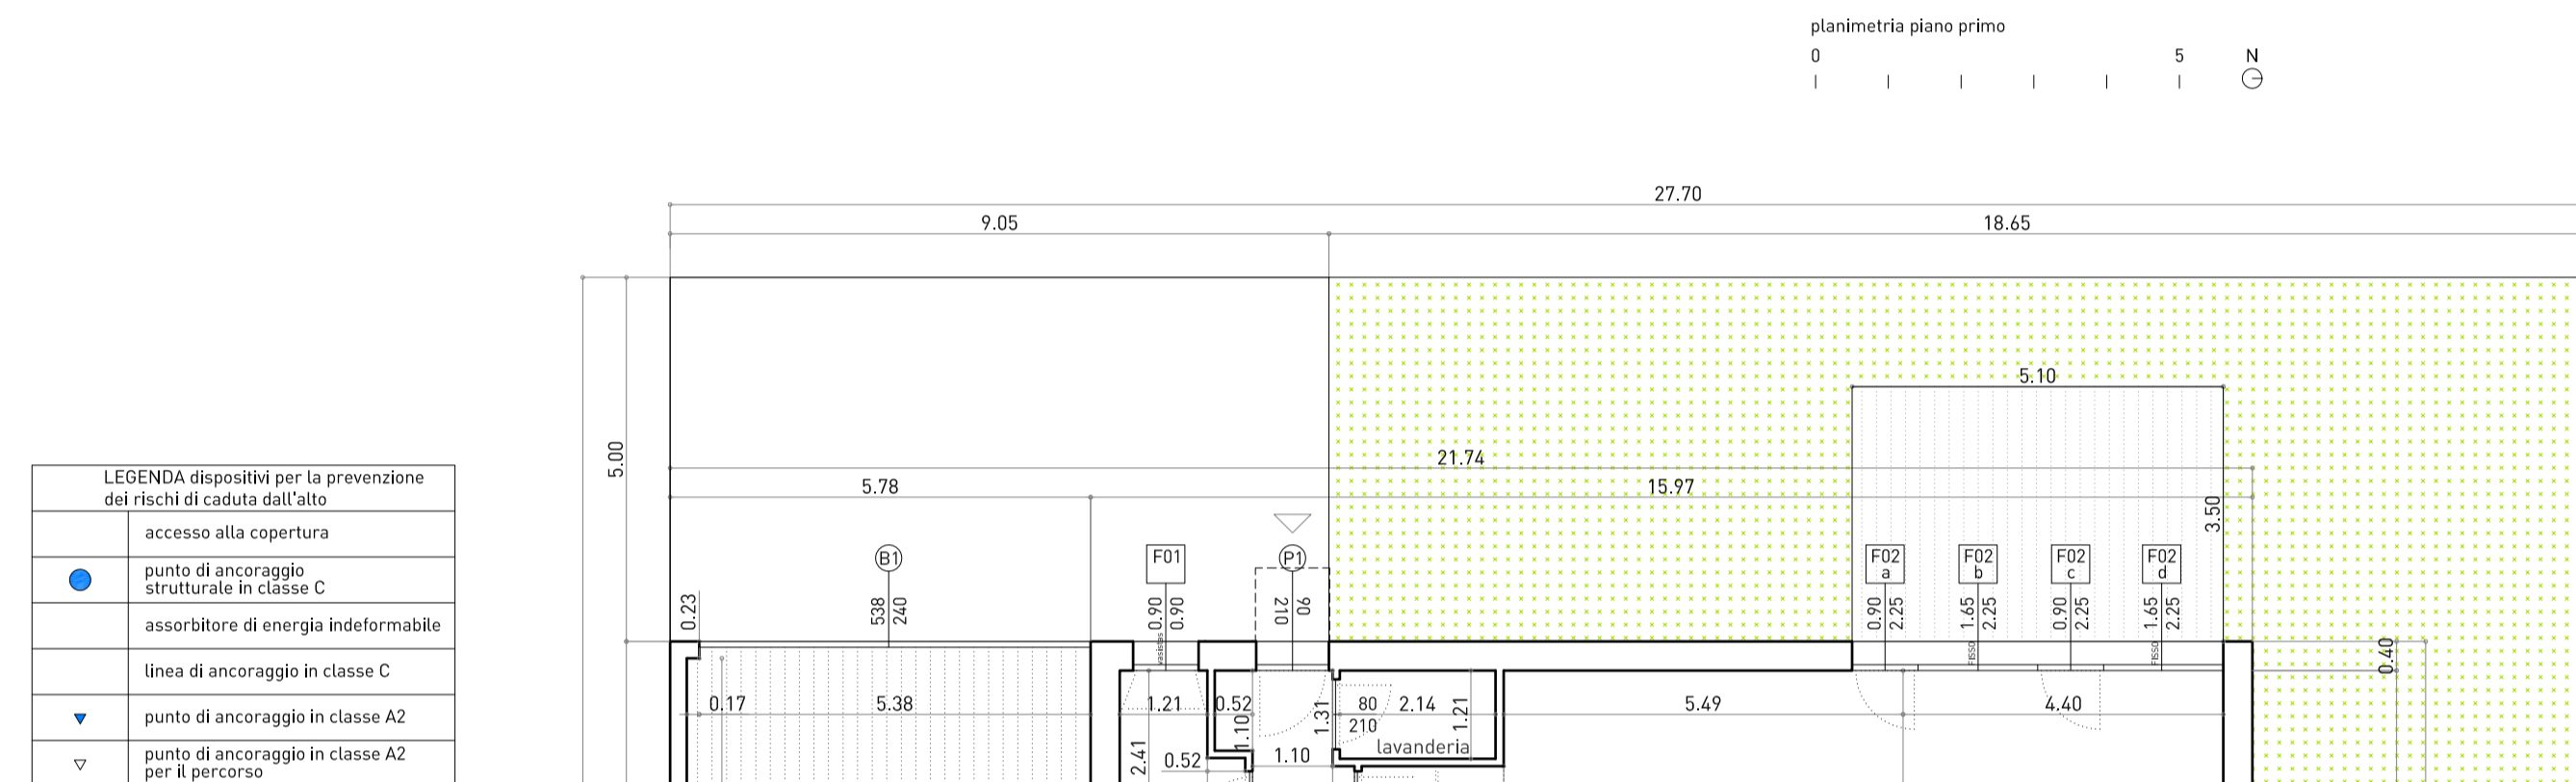 planimetria piano primo
0 5 N
27.70
9.05 18.65
5.10
5.00
21.74
5.78 15.97
3.50
LEGENDA dispositivi per la prevenzione
dei rischi di caduta dall'alto
accesso alla copertura
punto di ancoraggio
strutturale in classe C
assorbitore di energia indeformabile
linea di ancoraggio in classe C
punto di ancoraggio in classe A2
punto di ancoraggio in classe A2
per il percorso
B1 F01 P1 F02 F02 F02 F02
a b c d
0.23
538
240
0.90
0.90
vasistas
210
90
0.90
2.25
1.65
2.25
FISSO
0.90
2.25
1.65
2.25
FISSO
0.40
0.17 5.38 1.21 0.52 80 2.14 5.49 4.40
210
1.31
1.21
1.10
lavanderia
2.41
0.52 1.10